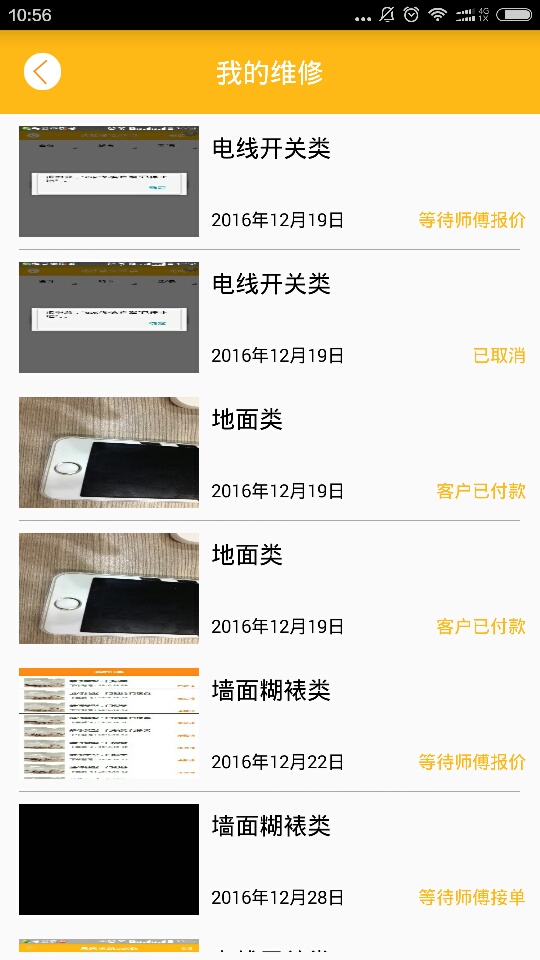 10:56
4G
1X
我的维修
电线开关类
2016年12月19日
等待师傅报价
电线开关类
2016年12月19日
已取消
地面类
2016年12月19日
客户已付款
地面类
2016年12月19日
客户已付款
墙面糊裱类
2016年12月22日
等待师傅报价
墙面糊裱类
2016年12月28日
等待师傅接单